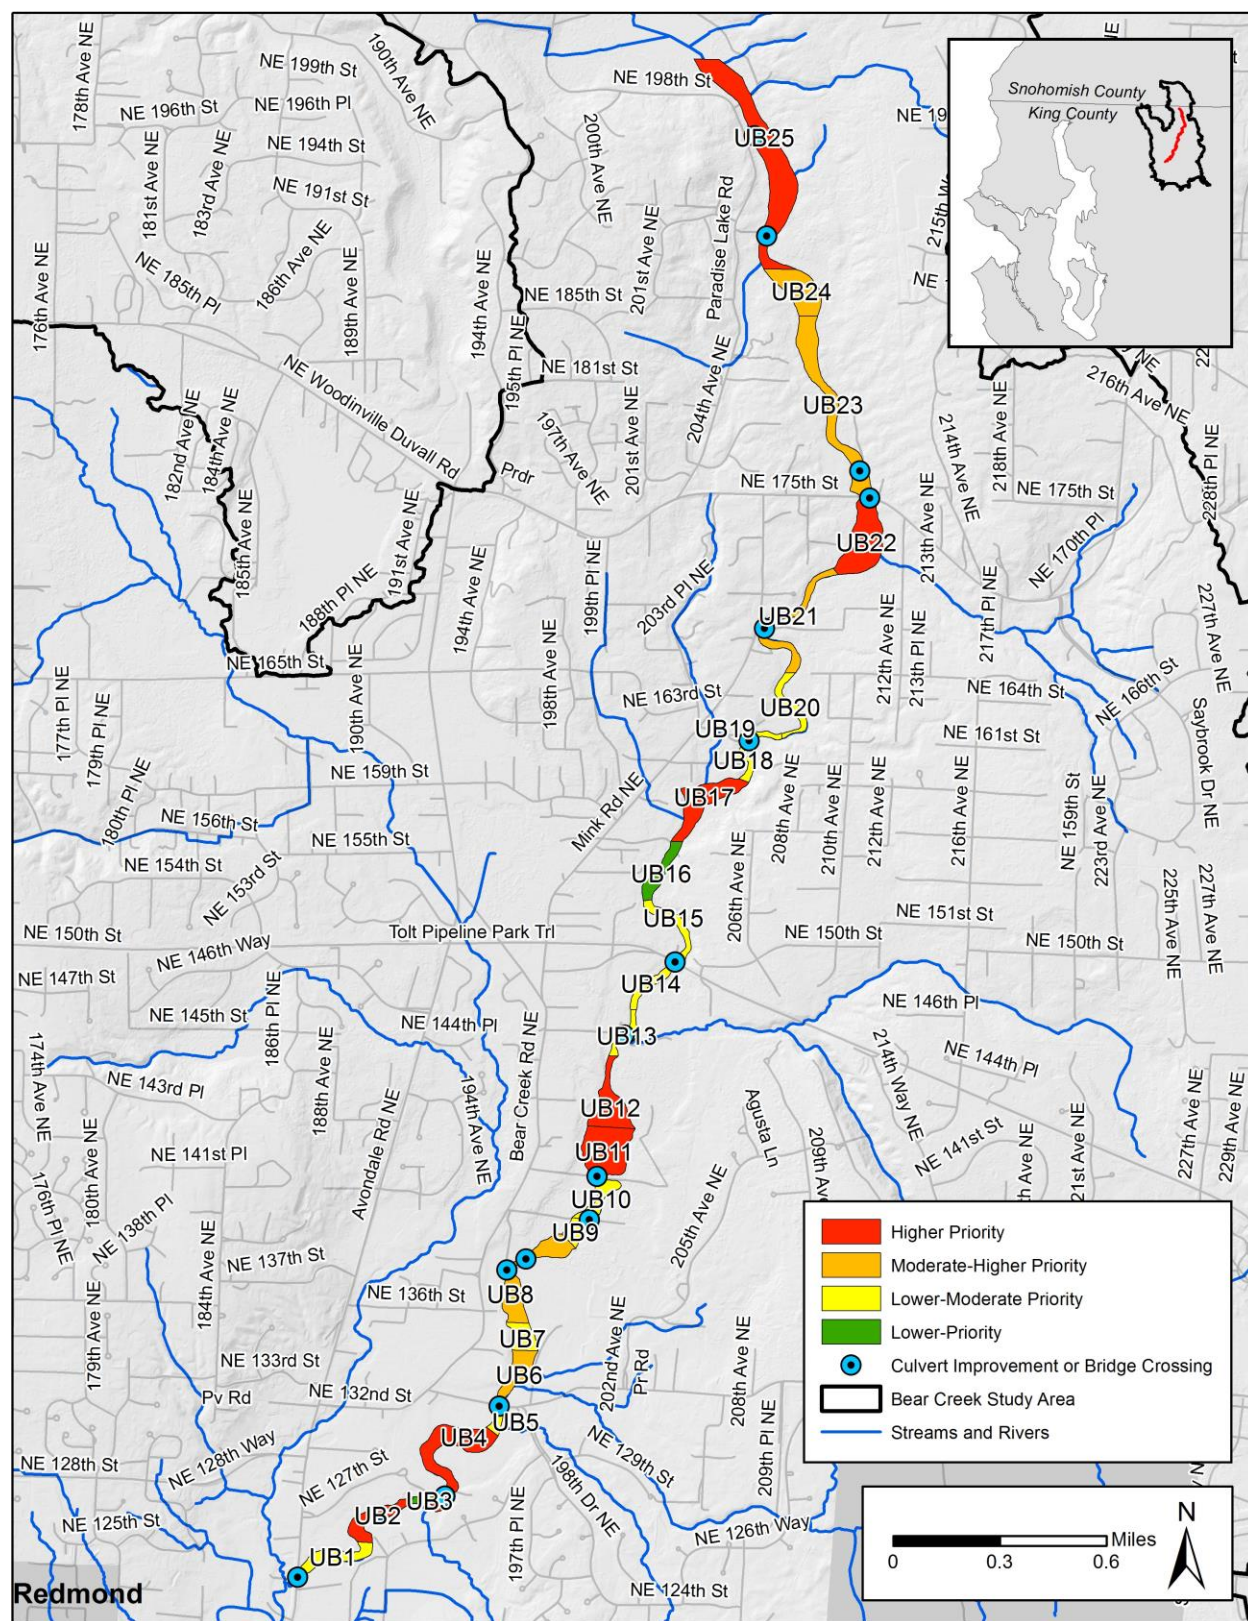 178th Ave NE
NE 199th St
190th Ave NE
NE 198th St
NE 196th St
NE 196th Pl
200th Ave NE
UB25
Snohomish County
King County
181st Ave NE
183rd Ave NE
NE 194th St
NE 191st St
186th Ave NE
189th Ave NE
176th Ave NE
NE 185th Pl
194th Ave NE
195th Pl NE
NE 185th St
201st Ave NE
Paradise Lake Rd
UB24
NE 181st St
204th Ave NE
216th Ave NE
NE Woodinville Duvall Rd
182nd Ave NE
184th Ave NE
197th Ave NE
201st Ave NE
Prdr
UB23
214th Ave NE
218th Ave NE
228th Pl NE
NE 175th St
NE 175th St
185th Ave NE
188th Pl NE
191st Ave NE
194th Ave NE
199th Pl NE
203rd Pl NE
UB22
213th Ave NE
NE 170th Pl
217th Pl NE
227th Ave NE
UB21
NE 165th St
198th Ave NE
NE 163rd St
212th Ave NE
213th Pl NE
NE 164th St
NE 166th St
177th Pl NE
179th Pl NE
190th Ave NE
UB20
UB19
UB18
NE 161st St
Saybrook Dr NE
180th Pl NE
NE 159th St
Mink Rd NE
UB17
208th Ave NE
210th Ave NE
212th Ave NE
216th Ave NE
NE 159th St
223rd Ave NE
NE 156th St
NE 155th St
NE 154th St
NE 153rd St
UB16
206th Ave NE
225th Ave NE
227th Ave NE
UB15
NE 151st St
NE 150th St
NE 146th Way
Tolt Pipeline Park Trl
NE 150th St
NE 150th St
NE 147th St
UB14
NE 146th Pl
NE 145th St
186th Pl NE
NE 144th Pl
Bear Creek Rd NE
UB13
174th Ave NE
NE 143rd Pl
188th Ave NE
194th Ave NE
214th Way NE
NE 144th Pl
UB12
Agusta Ln
NE 141st Pl
Avondale Rd NE
UB11
NE 141st St
227th Ave NE
229th Ave NE
176th Pl NE
180th Ave NE
NE 138th Pl
UB10
205th Ave NE
184th Ave NE
NE 137th St
UB9
Higher Priority
Moderate-Higher Priority
Lower-Moderate Priority
Lower-Priority
Culvert Improvement or Bridge Crossing
Bear Creek Study Area
Streams and Rivers
NE 136th St
UB8
179th Ave NE
UB7
202nd Ave NE
Pr Rd
208th Ave NE
NE 133rd St
UB6
Pv Rd
NE 132nd St
UB5
UB4
209th Pl NE
NE 128th St
NE 128th Way
NE 127th St
NE 129th St
198th Dr NE
UB3
UB2
NE 125th St
197th Pl NE
NE 126th Way
UB1
NE 124th St
Redmond
N
Miles
0 0.3 0.6